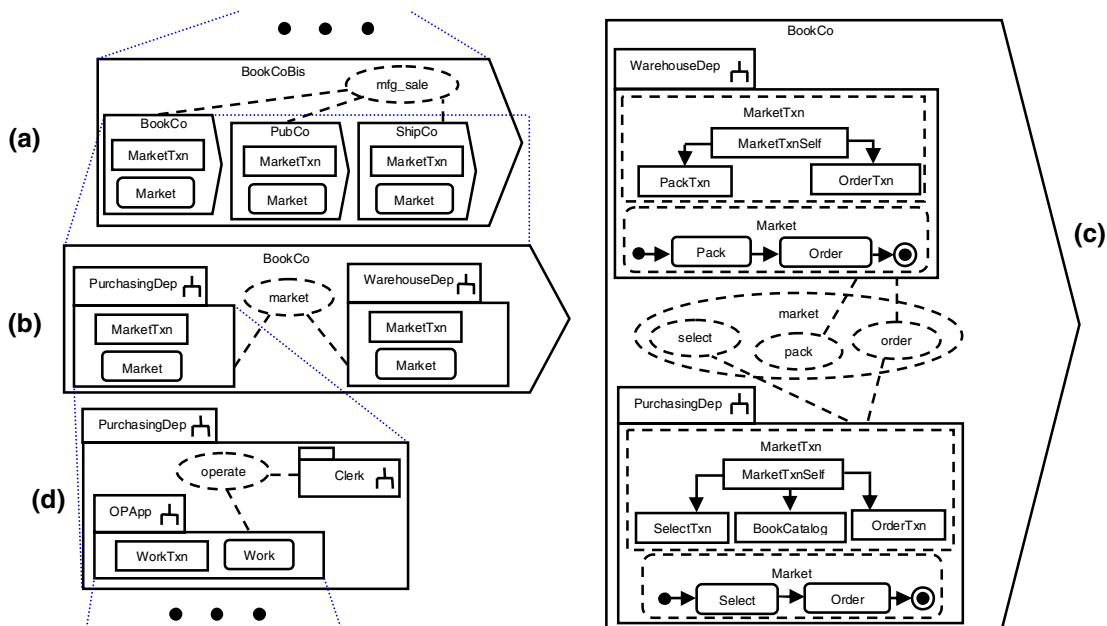 (a)
BookCoBis
mfg_sale
BookCo
MarketTxn
Market
PubCo
MarketTxn
Market
ShipCo
MarketTxn
Market
(b)
BookCo
PurchasingDep
MarketTxn
Market
market
WarehouseDep
MarketTxn
Market
(d)
PurchasingDep
operate
Clerk
OPApp
WorkTxn
Work
(c)
BookCo
WarehouseDep
MarketTxn
MarketTxnSelf
PackTxn
OrderTxn
Market
Pack
Order
market
select
pack
order
PurchasingDep
MarketTxn
MarketTxnSelf
SelectTxn
BookCatalog
OrderTxn
Market
Select
Order